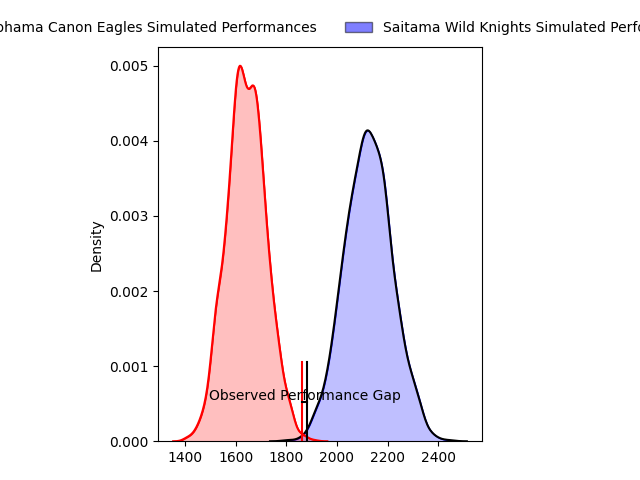 ohama Canon Eagles Simulated Performances
Saitama Wild Knights Simulated Perfo
0.005
0.004
0.003
0.002
0.001
0.000
Density
Observed Performance Gap
1400 1600 1800 2000 2200 2400